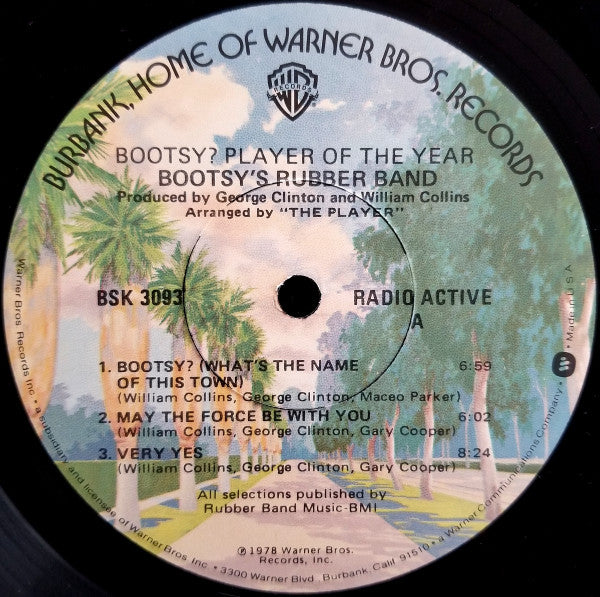 BURBANK, HOME OF WARNER BROS. RECORDS
WB
RECORDS
BOOTSY? PLAYER OF THE YEAR
BOOTSY'S RUBBER BAND
Produced by George Clinton and William Collins
Arranged by "THE PLAYER"
BSK 3093
RADIO ACTIVE
A
1. BOOTSY? (WHAT'S THE NAME
OF THIS TOWN) 6:59
(William Collins, George Clinton, Maceo Parker)
2. MAY THE FORCE BE WITH YOU 6:02
(William Collins, George Clinton, Gary Cooper)
3. VERY YES 8:24
(William Collins, George Clinton, Gary Cooper)
All selections published by
Rubber Band Music-BMI
℗1978 Warner Bros.
Records, Inc.
Warner Bros Records Inc • a subsidiary and licensee of Warner Bros Inc • 3300 Warner Blvd Burbank, Calif 91510 • a Warner Communications Company • Made in U S A